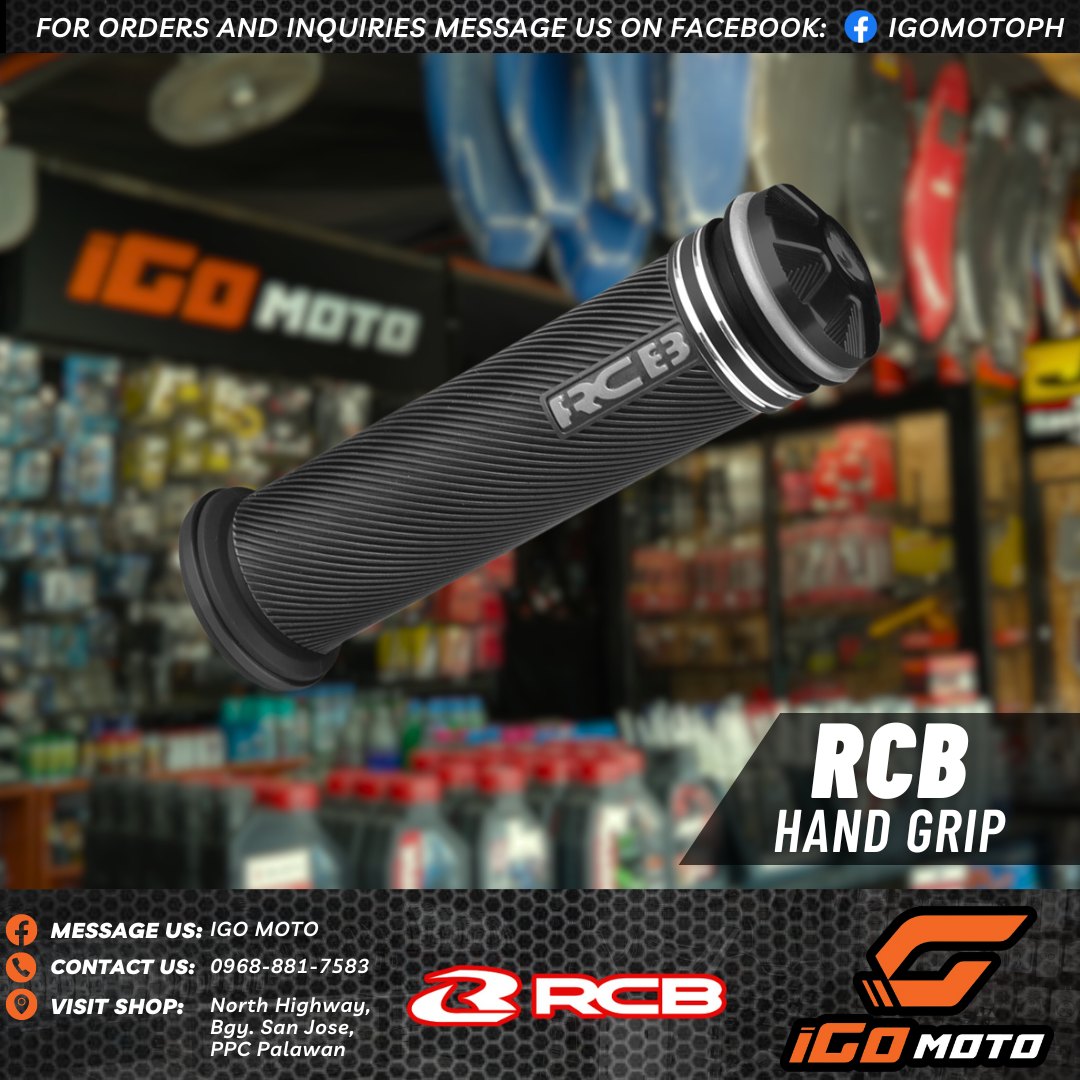 FOR ORDERS AND INQUIRIES MESSAGE US ON FACEBOOK: IGOMOTOPH
iGO MOTO
RCB
RCB
HAND GRIP
MESSAGE US: IGO MOTO
CONTACT US: 0968-881-7583
VISIT SHOP: North Highway,
Bgy. San Jose,
PPC Palawan
RCB
iGO MOTO